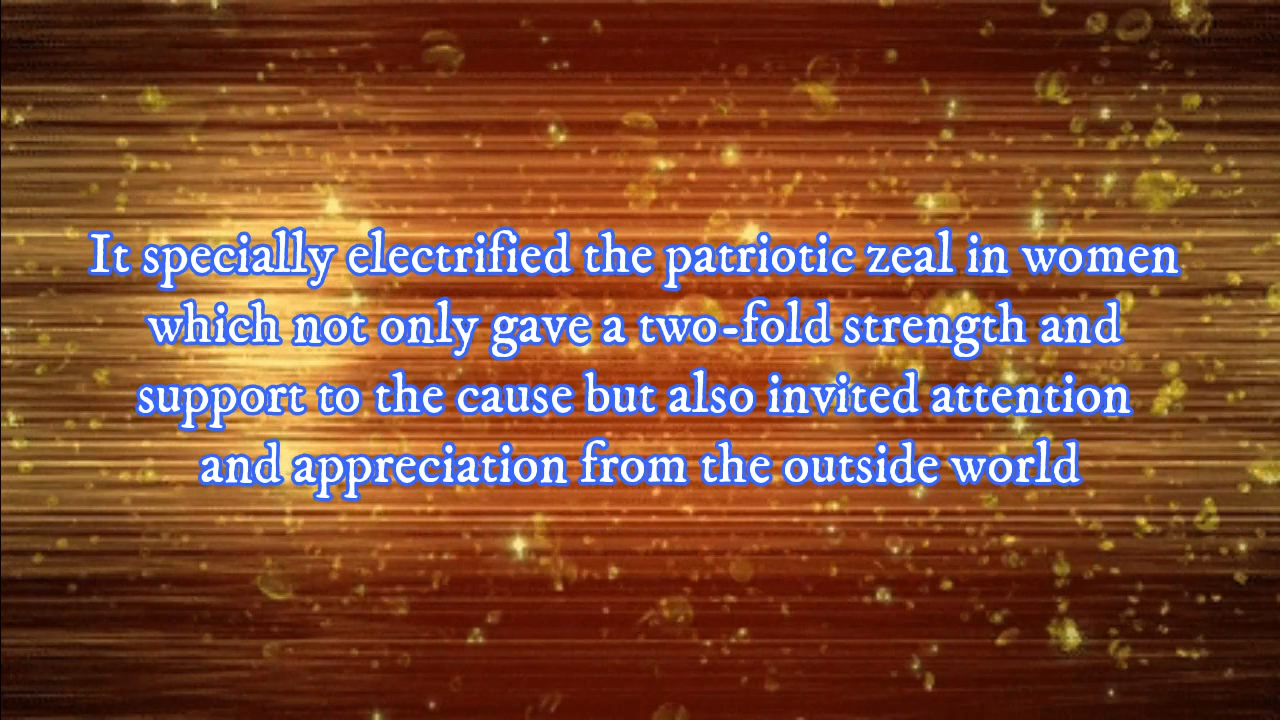 It specially electrified the patriotic zeal in women
which not only gave a two-fold strength and
support to the cause but also invited attention
and appreciation from the outside world